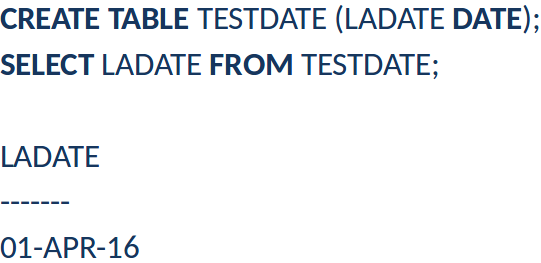 CREATE TABLE TESTDATE (LADATE DATE);
SELECT LADATE FROM TESTDATE;
LADATE
-------
01-APR-16